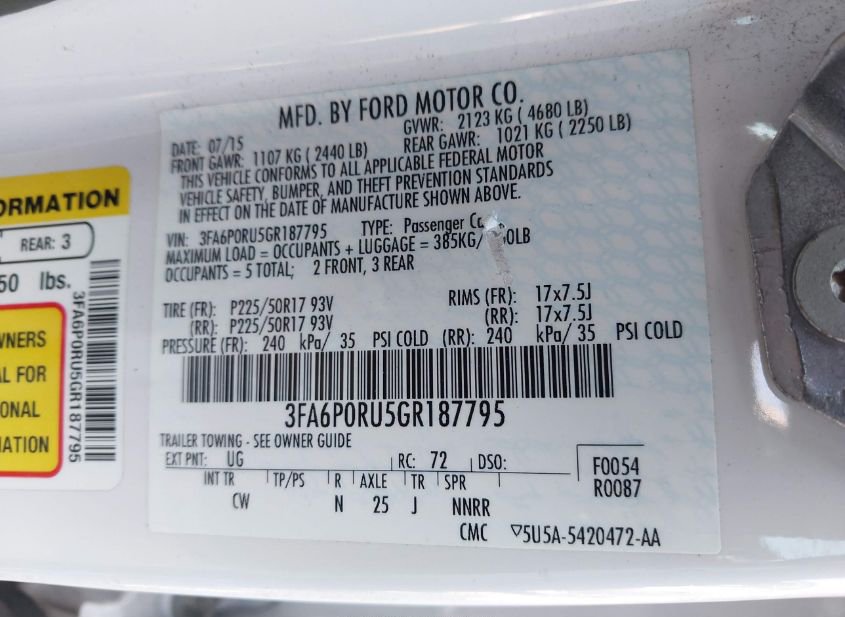 MFD. BY FORD MOTOR CO.
DATE: 07/15 GVWR: 2123 KG ( 4680 LB)
FRONT GAWR: 1107 KG ( 2440 LB) REAR GAWR: 1021 KG ( 2250 LB)
THIS VEHICLE CONFORMS TO ALL APPLICABLE FEDERAL MOTOR
VEHICLE SAFETY, BUMPER, AND THEFT PREVENTION STANDARDS
IN EFFECT ON THE DATE OF MANUFACTURE SHOWN ABOVE.
VIN: 3FA6P0RU5GR187795 TYPE: Passenger
MAXIMUM LOAD = OCCUPANTS + LUGGAGE = 385KG/
OCCUPANTS = 5 TOTAL; 2 FRONT, 3 REAR
TIRE (FR): P225/50R17 93V RIMS (FR): 17x7.5J
(RR): P225/50R17 93V (RR): 17x7.5J
PRESSURE (FR): 240 kPa/ 35 PSI COLD (RR): 240 kPa/ 35 PSI COLD
3FA6P0RU5GR187795
TRAILER TOWING - SEE OWNER GUIDE
EXT PNT: UG RC: 72 DSO: F0054
R0087
INT TR TP/PS R AXLE TR SPR
CW N 25 J NNRR
CMC ▽5U5A-5420472-AA
ORMATION
REAR: 3
50 lbs.
WNERS
AL FOR
ONAL
MATION
3FA6P0RU5GR187795